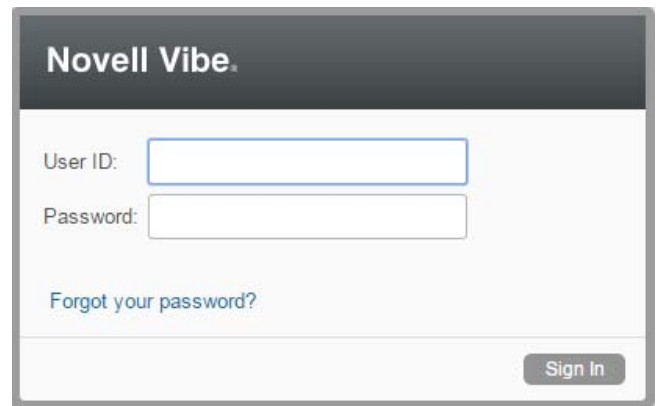 Novell Vibe.
User ID:
Password:
Forgot your password?
Sign In